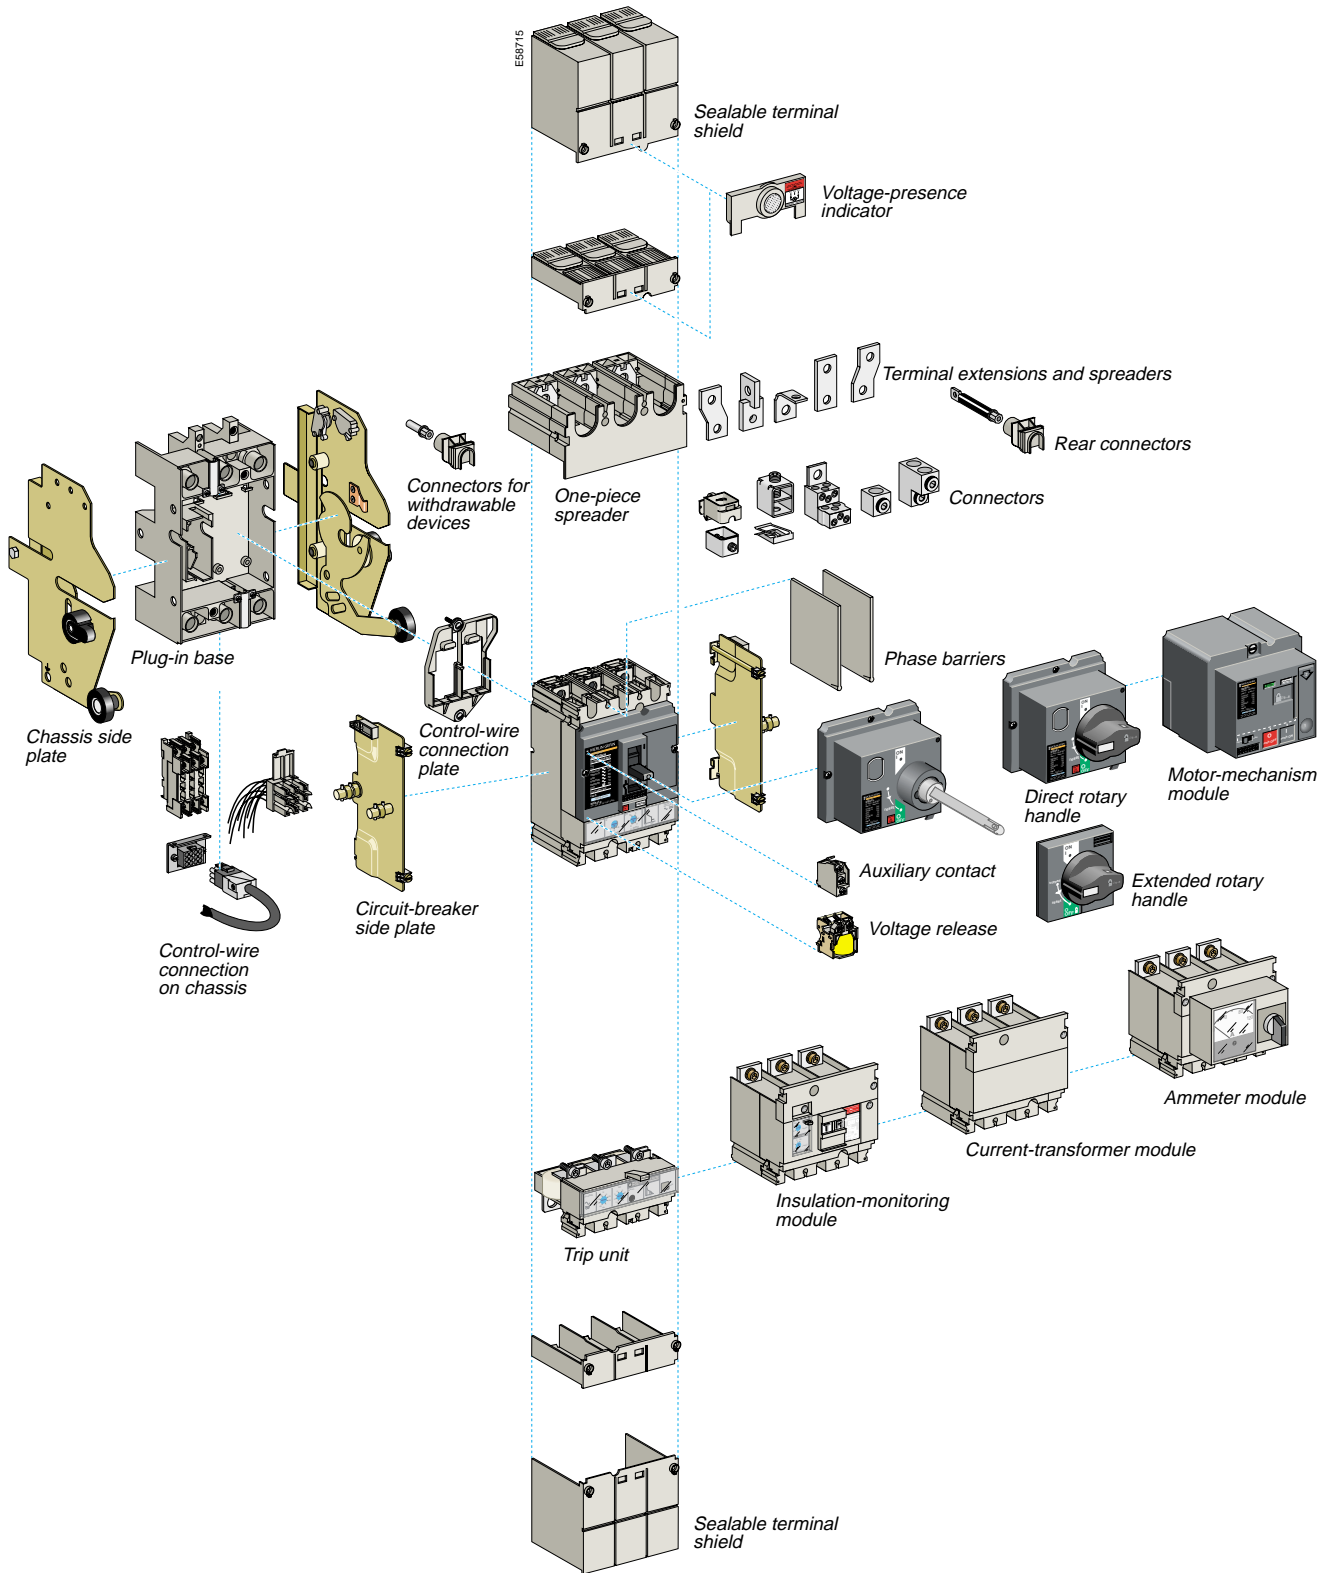 E58715
Sealable terminal
shield
Voltage-presence
indicator
Terminal extensions and spreaders
Rear connectors
Connectors for
withdrawable
devices
One-piece
spreader
Connectors
Plug-in base
Phase barriers
Chassis side
plate
Control-wire
connection
plate
Motor-mechanism
module
Direct rotary
handle
Auxiliary contact
Extended rotary
handle
Circuit-breaker
side plate
Voltage release
Control-wire
connection
on chassis
Ammeter module
Current-transformer module
Insulation-monitoring
module
Trip unit
Sealable terminal
shield